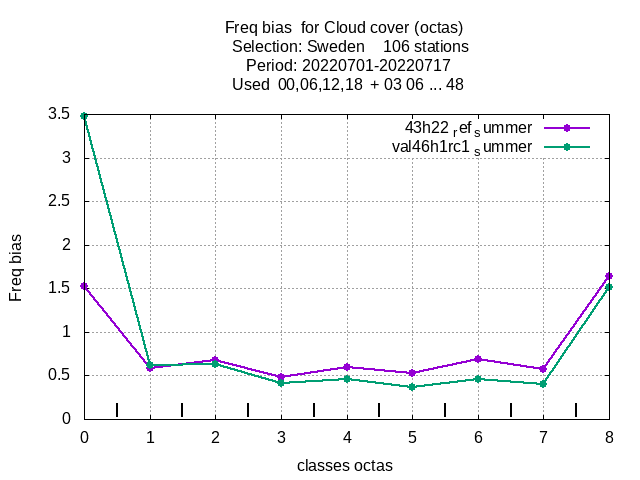 Freq bias  for Cloud cover (octas)
Selection: Sweden    106 stations
Period: 20220701-20220717
Used  00,06,12,18  + 03 06 ... 48
43h22 ref summer
val46h1rc1 summer
3.5
3
2.5
2
1.5
1
0.5
0
Freq bias
0 1 2 3 4 5 6 7 8
classes octas